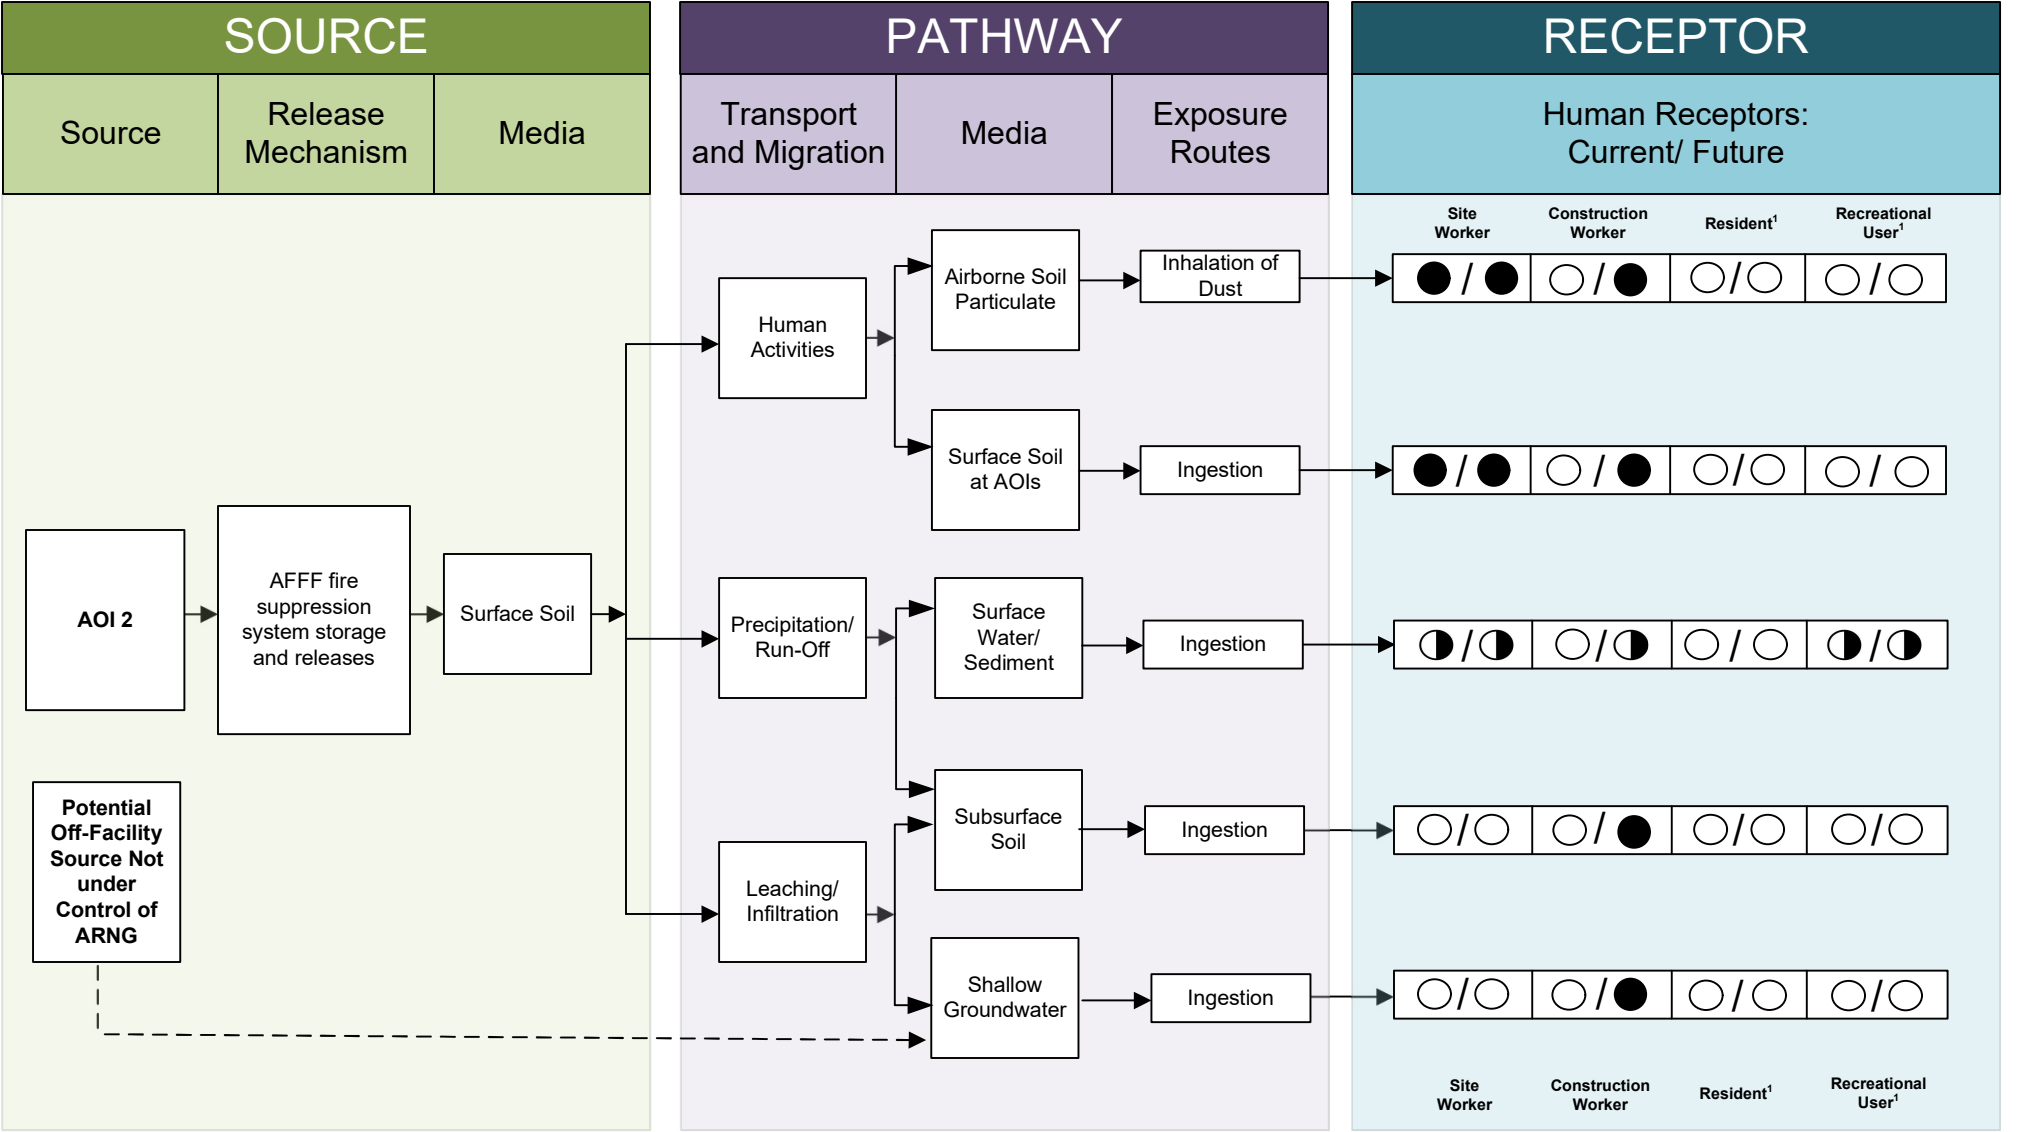 SOURCE
PATHWAY
RECEPTOR
Source
Release
Mechanism
Media
Transport
and Migration
Media
Exposure
Routes
Human Receptors:
Current/ Future
Site
Worker
Construction
Worker
Resident¹
Recreational
User¹
Airborne Soil
Particulate
Inhalation of
Dust
/
/
/
/
Human
Activities
Surface Soil
at AOIs
Ingestion
/
/
/
/
AOI 2
AFFF fire
suppression
system storage
and releases
Surface Soil
Precipitation/
Run-Off
Surface
Water/
Sediment
Ingestion
/
/
/
/
Potential
Off-Facility
Source Not
under
Control of
ARNG
Subsurface
Soil
Ingestion
/
/
/
/
Leaching/
Infiltration
Shallow
Groundwater
Ingestion
/
/
/
/
Site
Worker
Construction
Worker
Resident¹
Recreational
User¹